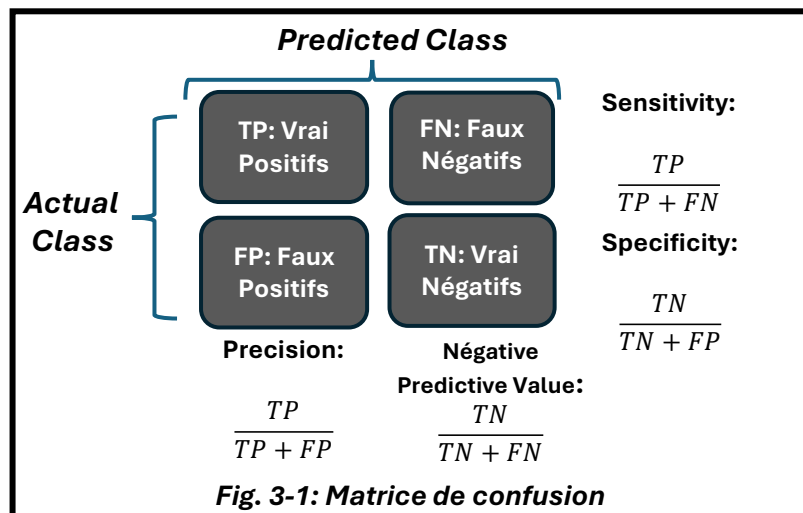 Predicted Class
TP: Vrai
Positifs
FN: Faux
Négatifs
Sensitivity:
TP
TP + FN
Actual
Class
FP: Faux
Positifs
TN: Vrai
Négatifs
Specificity:
TN
TN + FP
Precision:
TP
TP + FP
Négative
Predictive Value:
TN
TN + FN
Fig. 3-1: Matrice de confusion